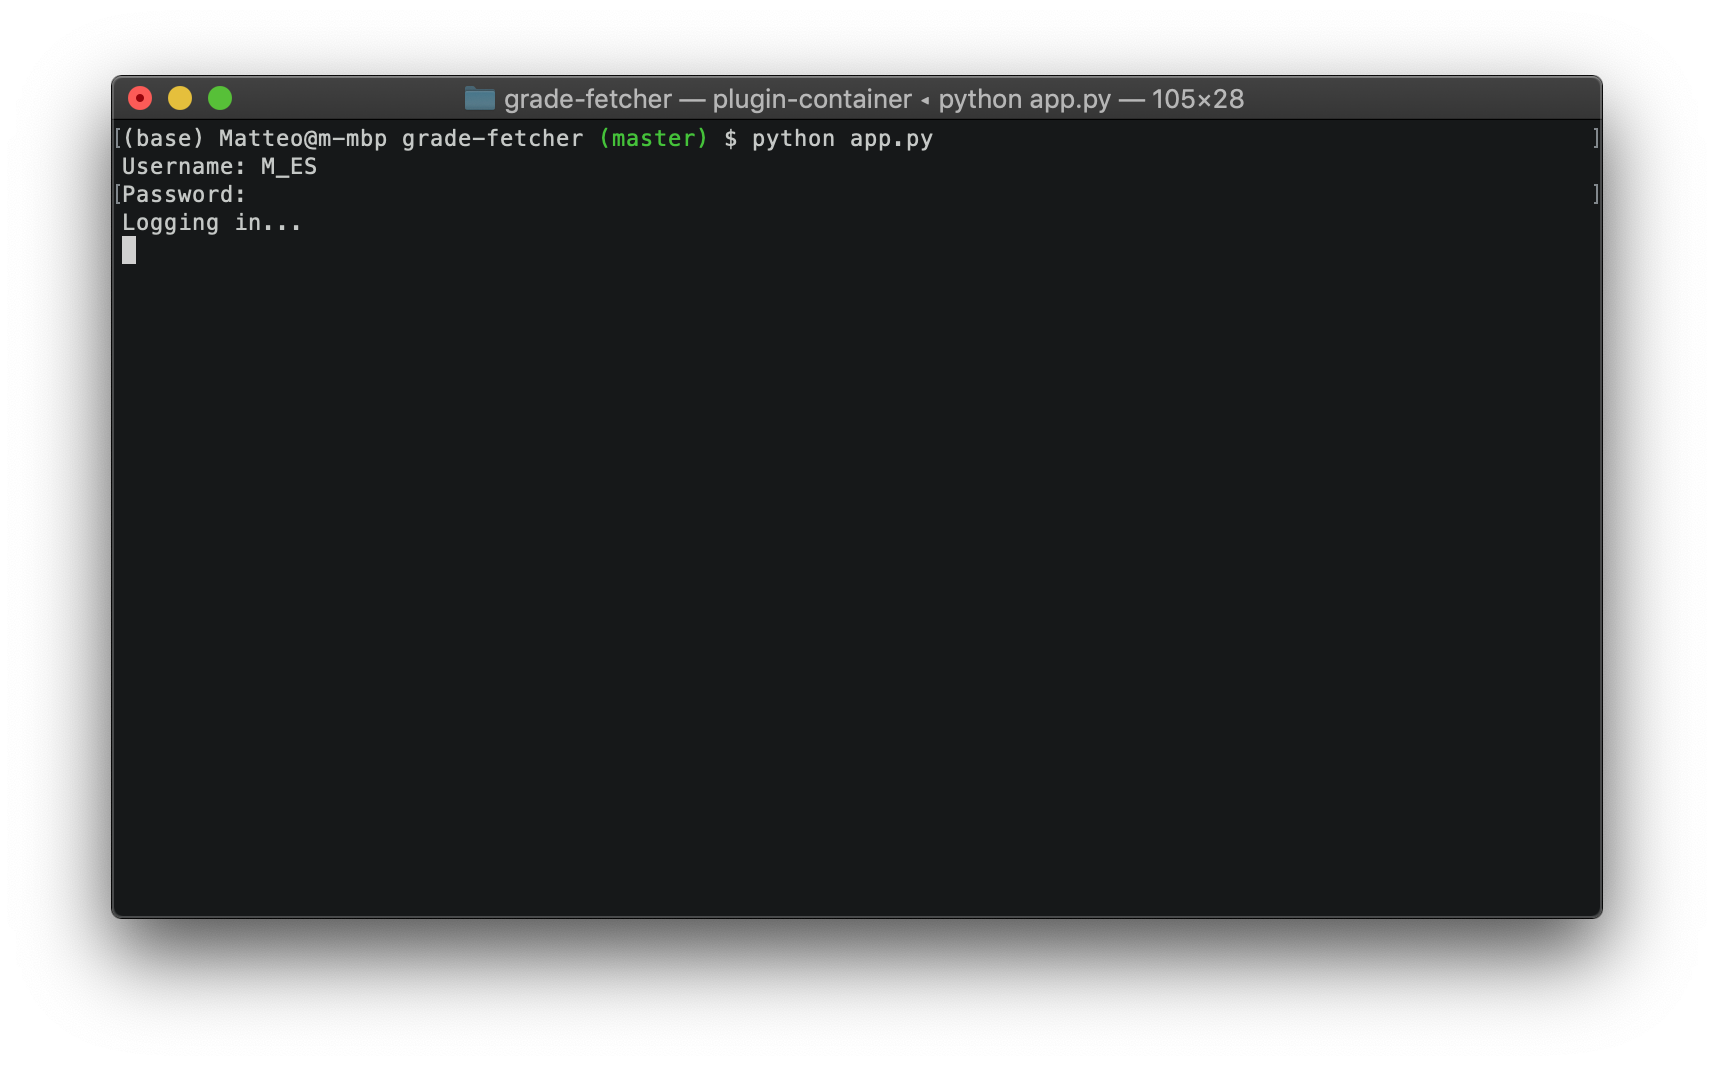 grade-fetcher — plugin-container ◂ python app.py — 105×28
[(base) Matteo@m-mbp grade-fetcher (master) $ python app.py ]
Username: M_ES
[Password: ]
Logging in...